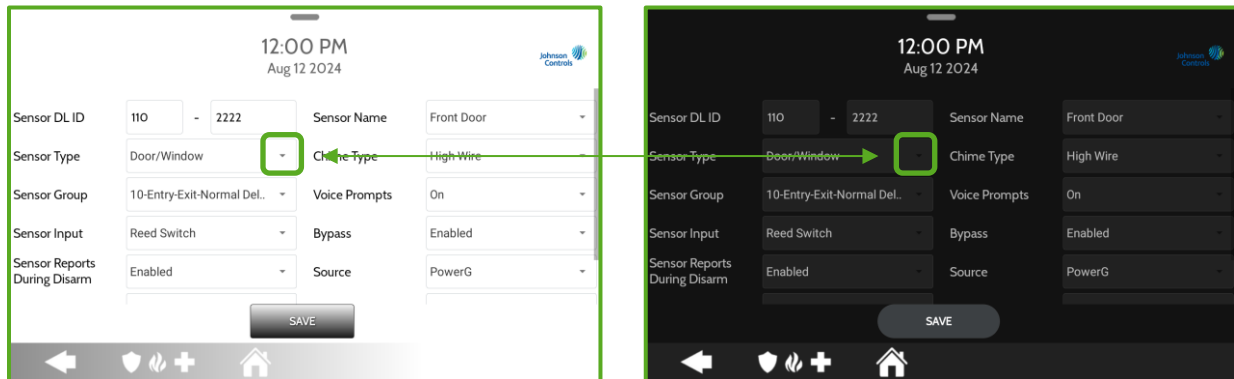 12:00 PM
Aug 12 2024
Johnson
Controls
Sensor DL ID 110 - 2222 Sensor Name Front Door
Sensor Type Door/Window Chime Type High Wire
Sensor Group 10-Entry-Exit-Normal Del.. Voice Prompts On
Sensor Input Reed Switch Bypass Enabled
Sensor Reports
During Disarm Enabled Source PowerG
SAVE
12:00 PM
Aug 12 2024
Johnson
Controls
Sensor DL ID 110 - 2222 Sensor Name Front Door
Sensor Type Door/Window Chime Type High Wire
Sensor Group 10-Entry-Exit-Normal Del.. Voice Prompts On
Sensor Input Reed Switch Bypass Enabled
Sensor Reports
During Disarm Enabled Source PowerG
SAVE